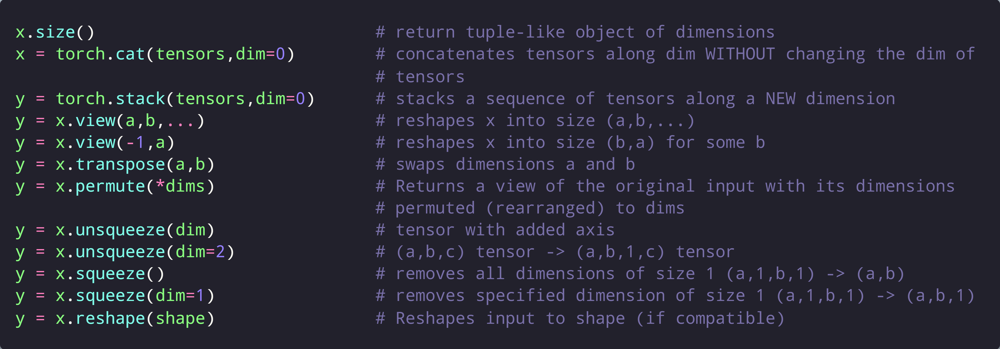 x.size()                            # return tuple-like object of dimensions
x = torch.cat(tensors,dim=0)        # concatenates tensors along dim WITHOUT changing the dim of
                                    # tensors
y = torch.stack(tensors,dim=0)      # stacks a sequence of tensors along a NEW dimension
y = x.view(a,b,...)                 # reshapes x into size (a,b,...)
y = x.view(-1,a)                    # reshapes x into size (b,a) for some b
y = x.transpose(a,b)                # swaps dimensions a and b
y = x.permute(*dims)                # Returns a view of the original input with its dimensions
                                    # permuted (rearranged) to dims
y = x.unsqueeze(dim)                # tensor with added axis
y = x.unsqueeze(dim=2)              # (a,b,c) tensor -> (a,b,1,c) tensor
y = x.squeeze()                     # removes all dimensions of size 1 (a,1,b,1) -> (a,b)
y = x.squeeze(dim=1)                # removes specified dimension of size 1 (a,1,b,1) -> (a,b,1)
y = x.reshape(shape)                # Reshapes input to shape (if compatible)